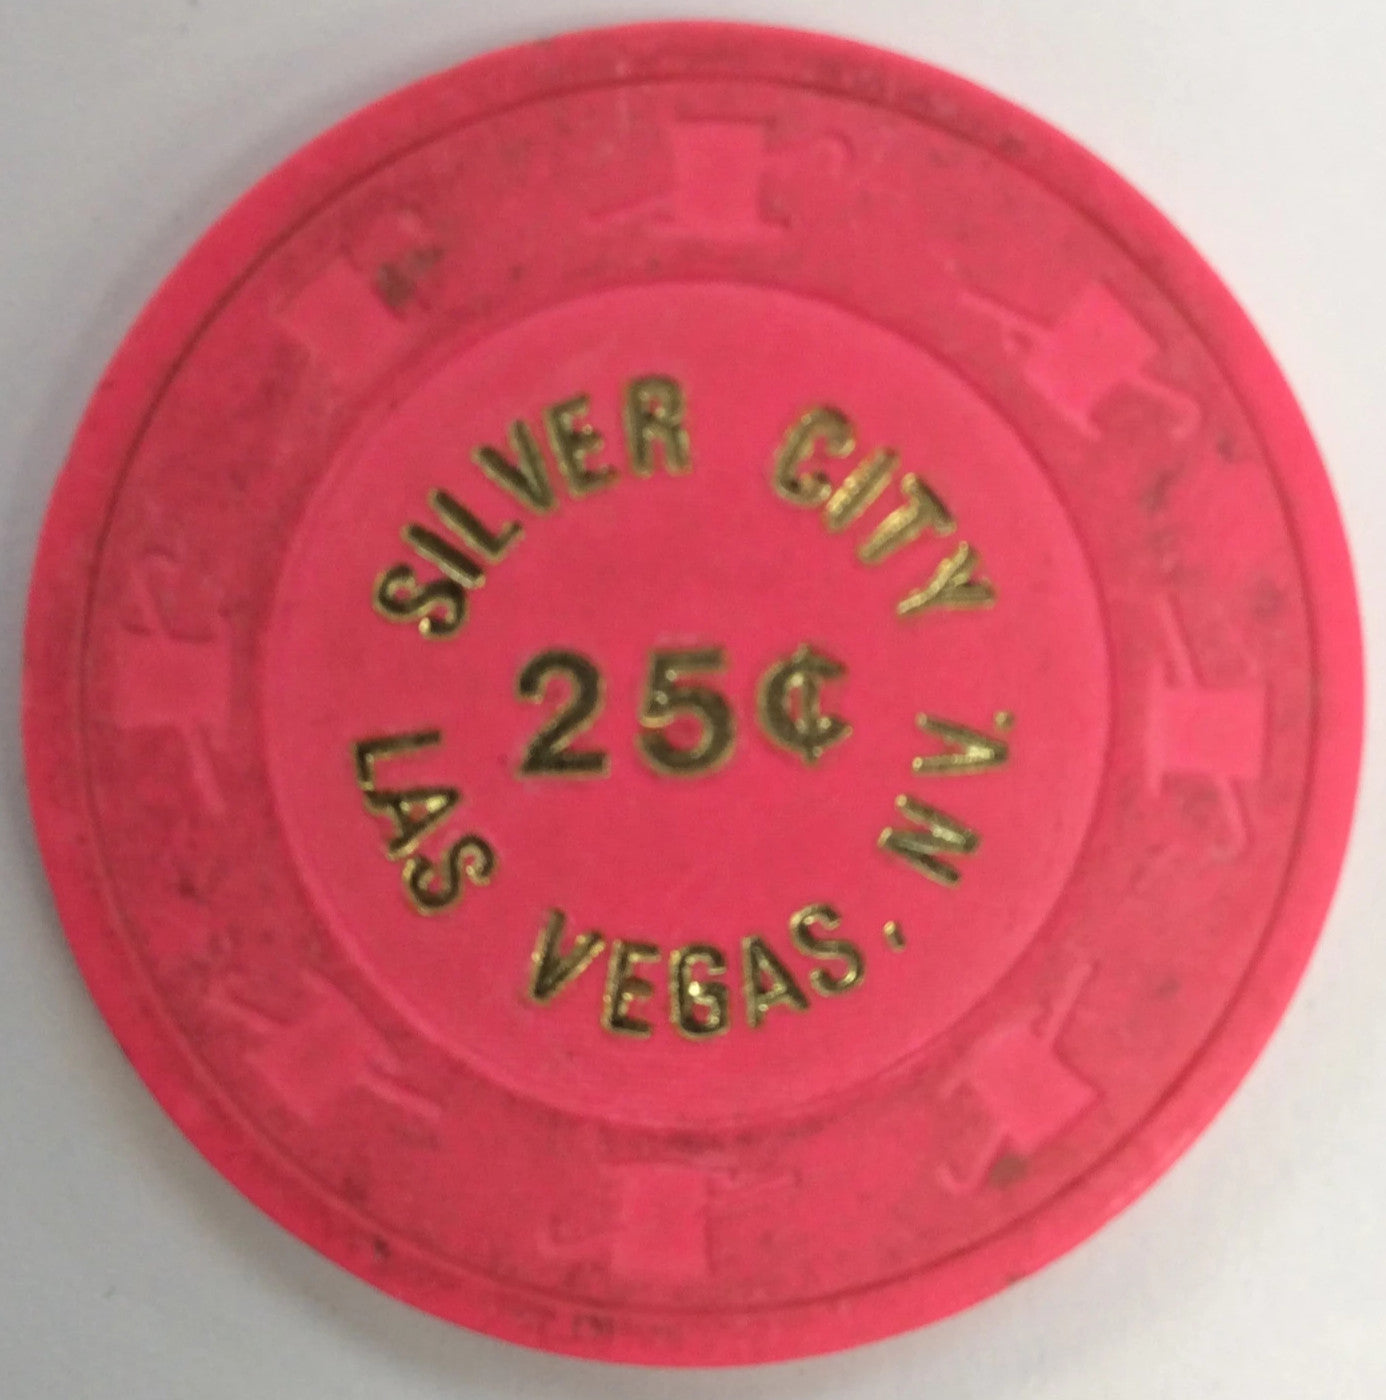 SILVER CITY
25¢
LAS VEGAS, NV.